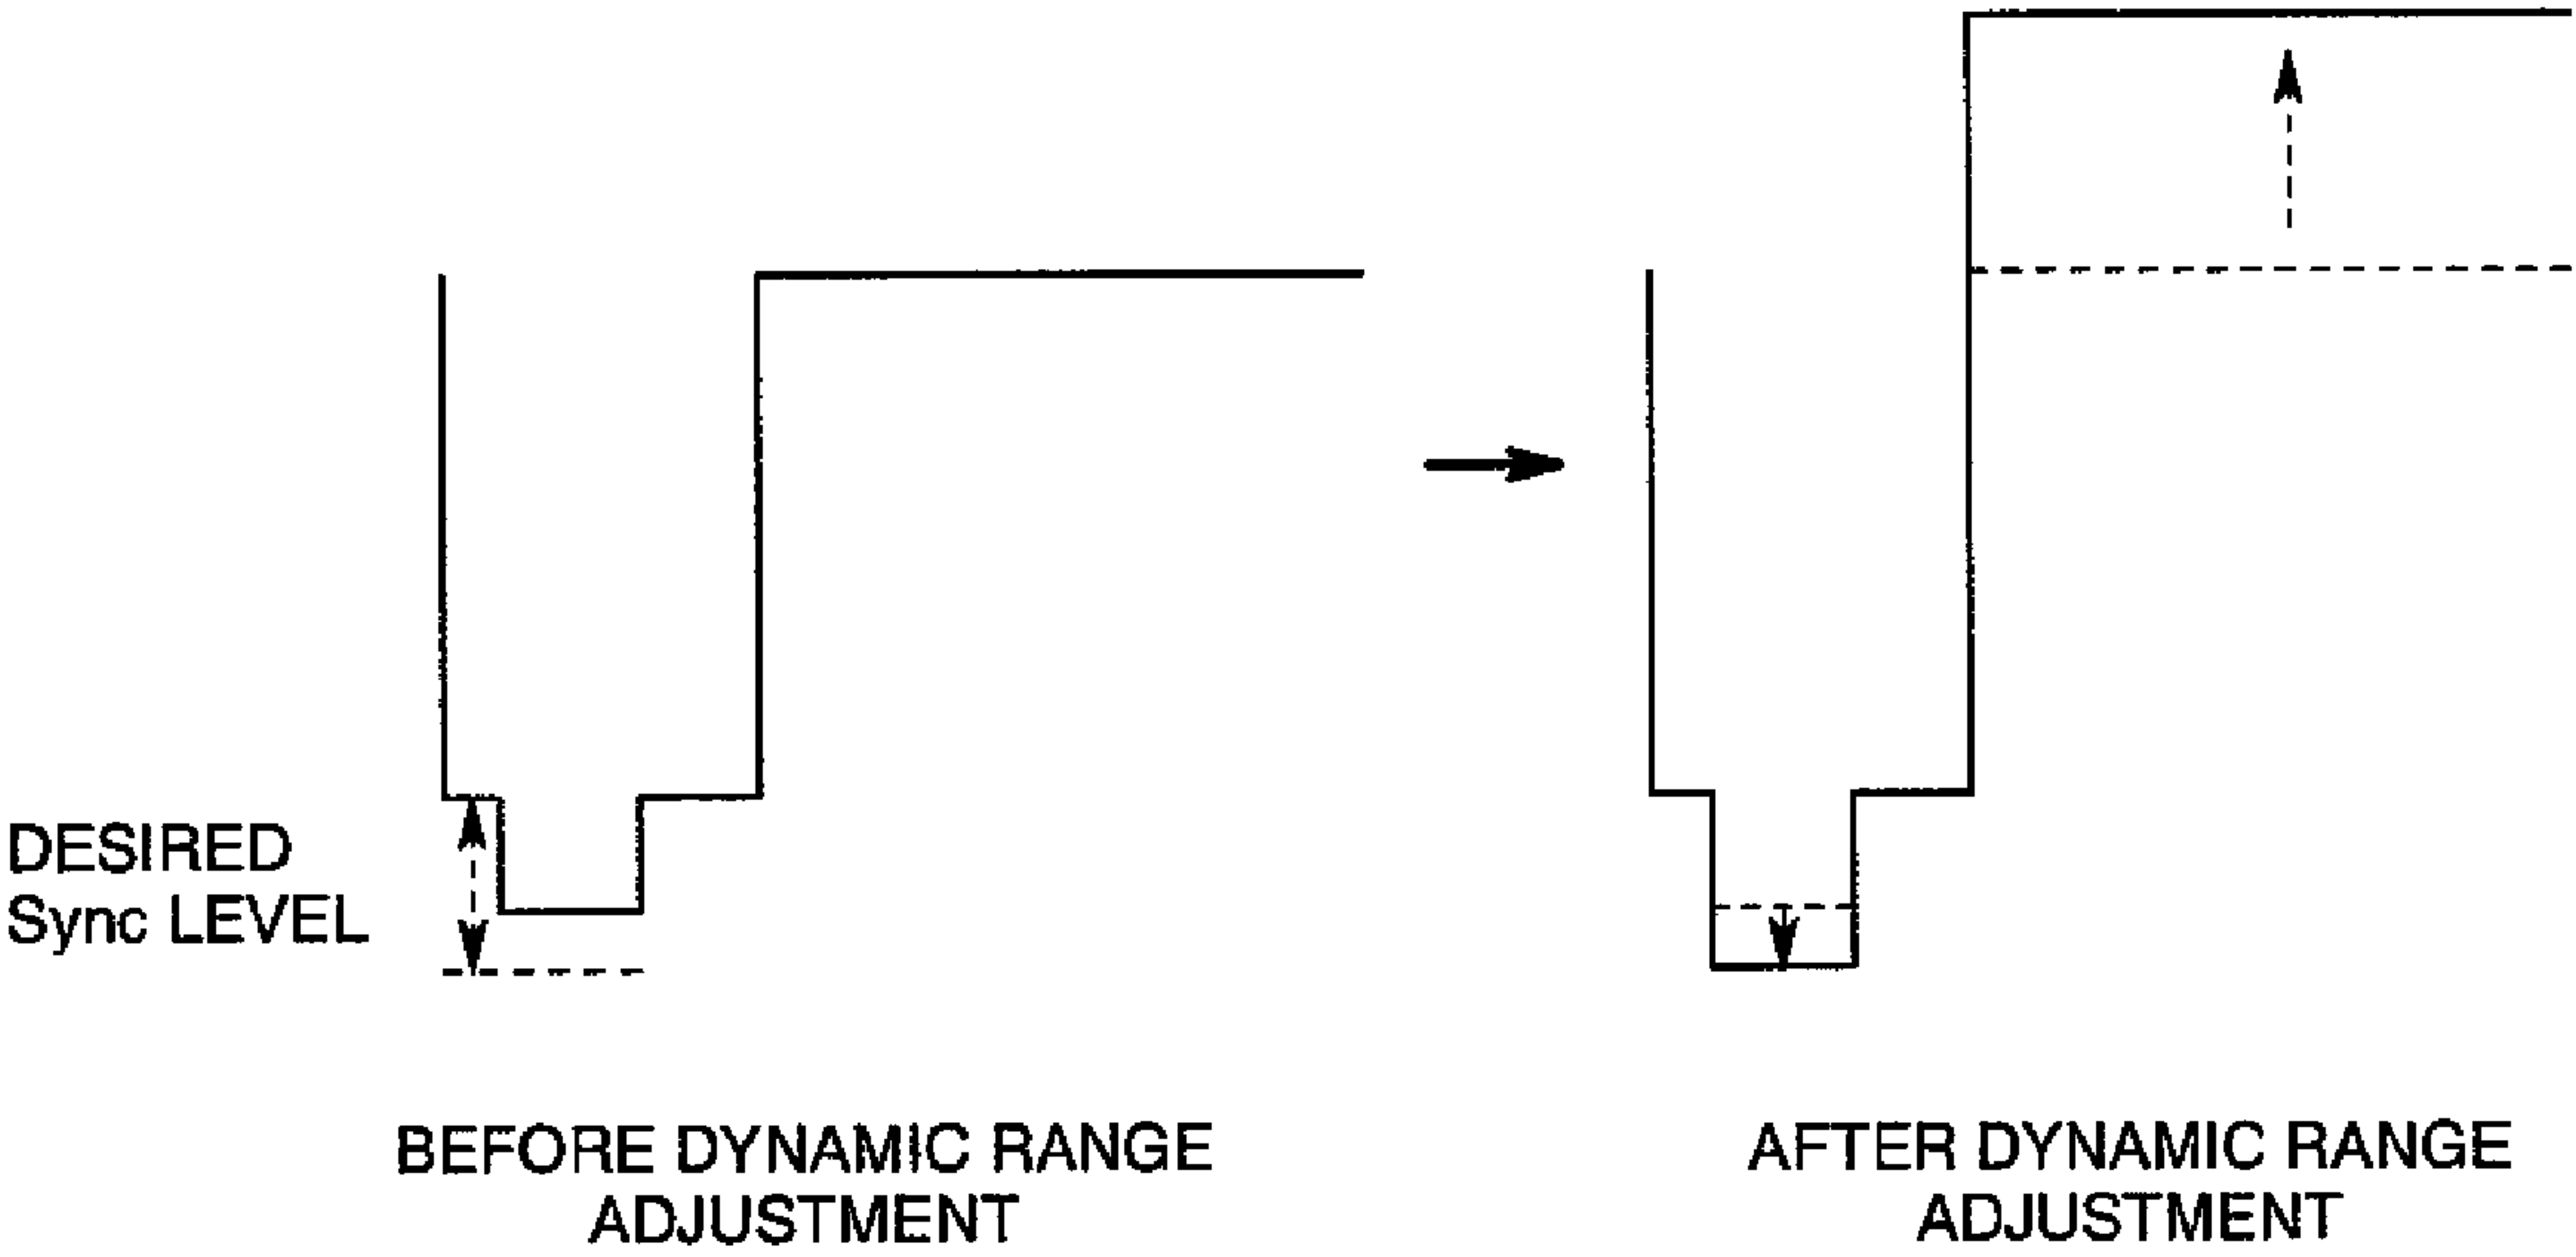 DESIRED
Sync LEVEL
BEFORE DYNAMIC RANGE
ADJUSTMENT
AFTER DYNAMIC RANGE
ADJUSTMENT